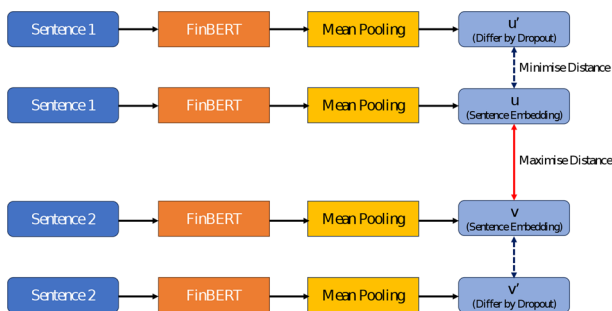 Sentence 1
FinBERT
Mean Pooling
u'
(Differ by Dropout)
Minimise Distance
Sentence 1
FinBERT
Mean Pooling
u
(Sentence Embedding)
Maximise Distance
Sentence 2
FinBERT
Mean Pooling
v
(Sentence Embedding)
Sentence 2
FinBERT
Mean Pooling
v'
(Differ by Dropout)